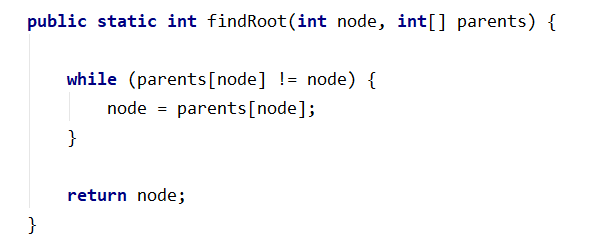 public static int findRoot(int node, int[] parents) {
while (parents[node] != node) {
node = parents[node];
}
return node;
}